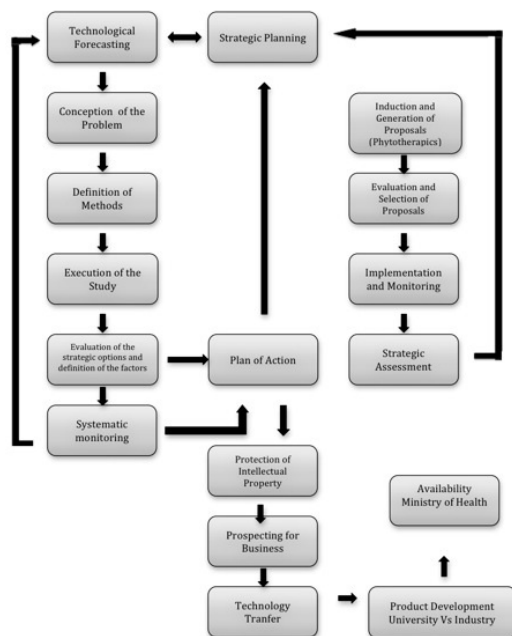 Technological
Forecasting
Strategic Planning
Conception of the
Problem
Induction and
Generation of
Proposals
(Phytotherapics)
Definition of
Methods
Evaluation and
Selection of
Proposals
Execution of the
Study
Implementation
and Monitoring
Evaluation of the
strategic options and
definition of the factors
Plan of Action
Strategic
Assessment
Systematic
monitoring
Protection of
Intellectual
Property
Availability
Ministry of Health
Prospecting for
Business
Technology
Tranfer
Product Development
University Vs Industry